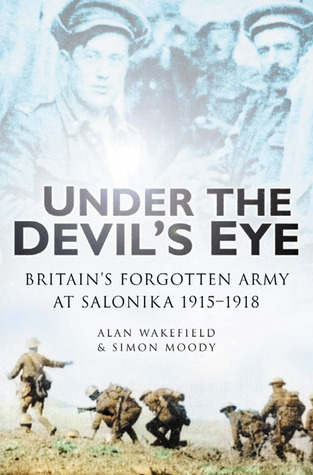 UNDER THE
DEVIL'S EYE
BRITAIN'S FORGOTTEN ARMY
AT SALONIKA 1915–1918
ALAN WAKEFIELD
& SIMON MOODY